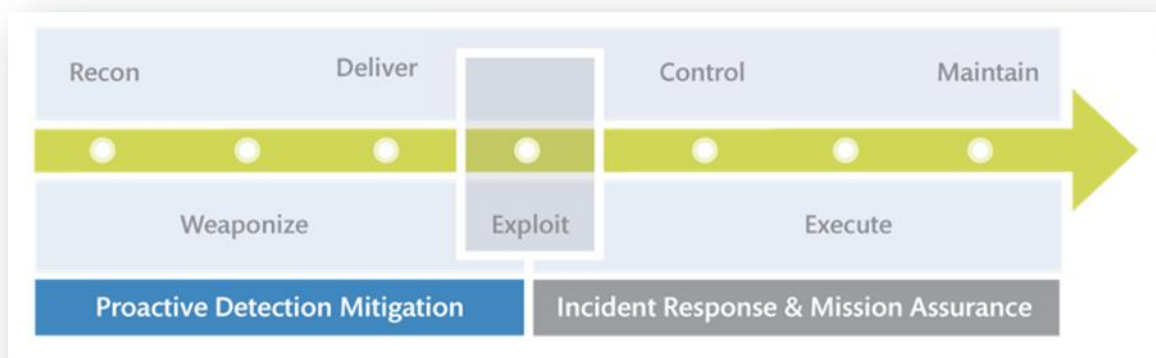 Recon
Deliver
Control
Maintain
Weaponize
Exploit
Execute
Proactive Detection Mitigation
Incident Response & Mission Assurance